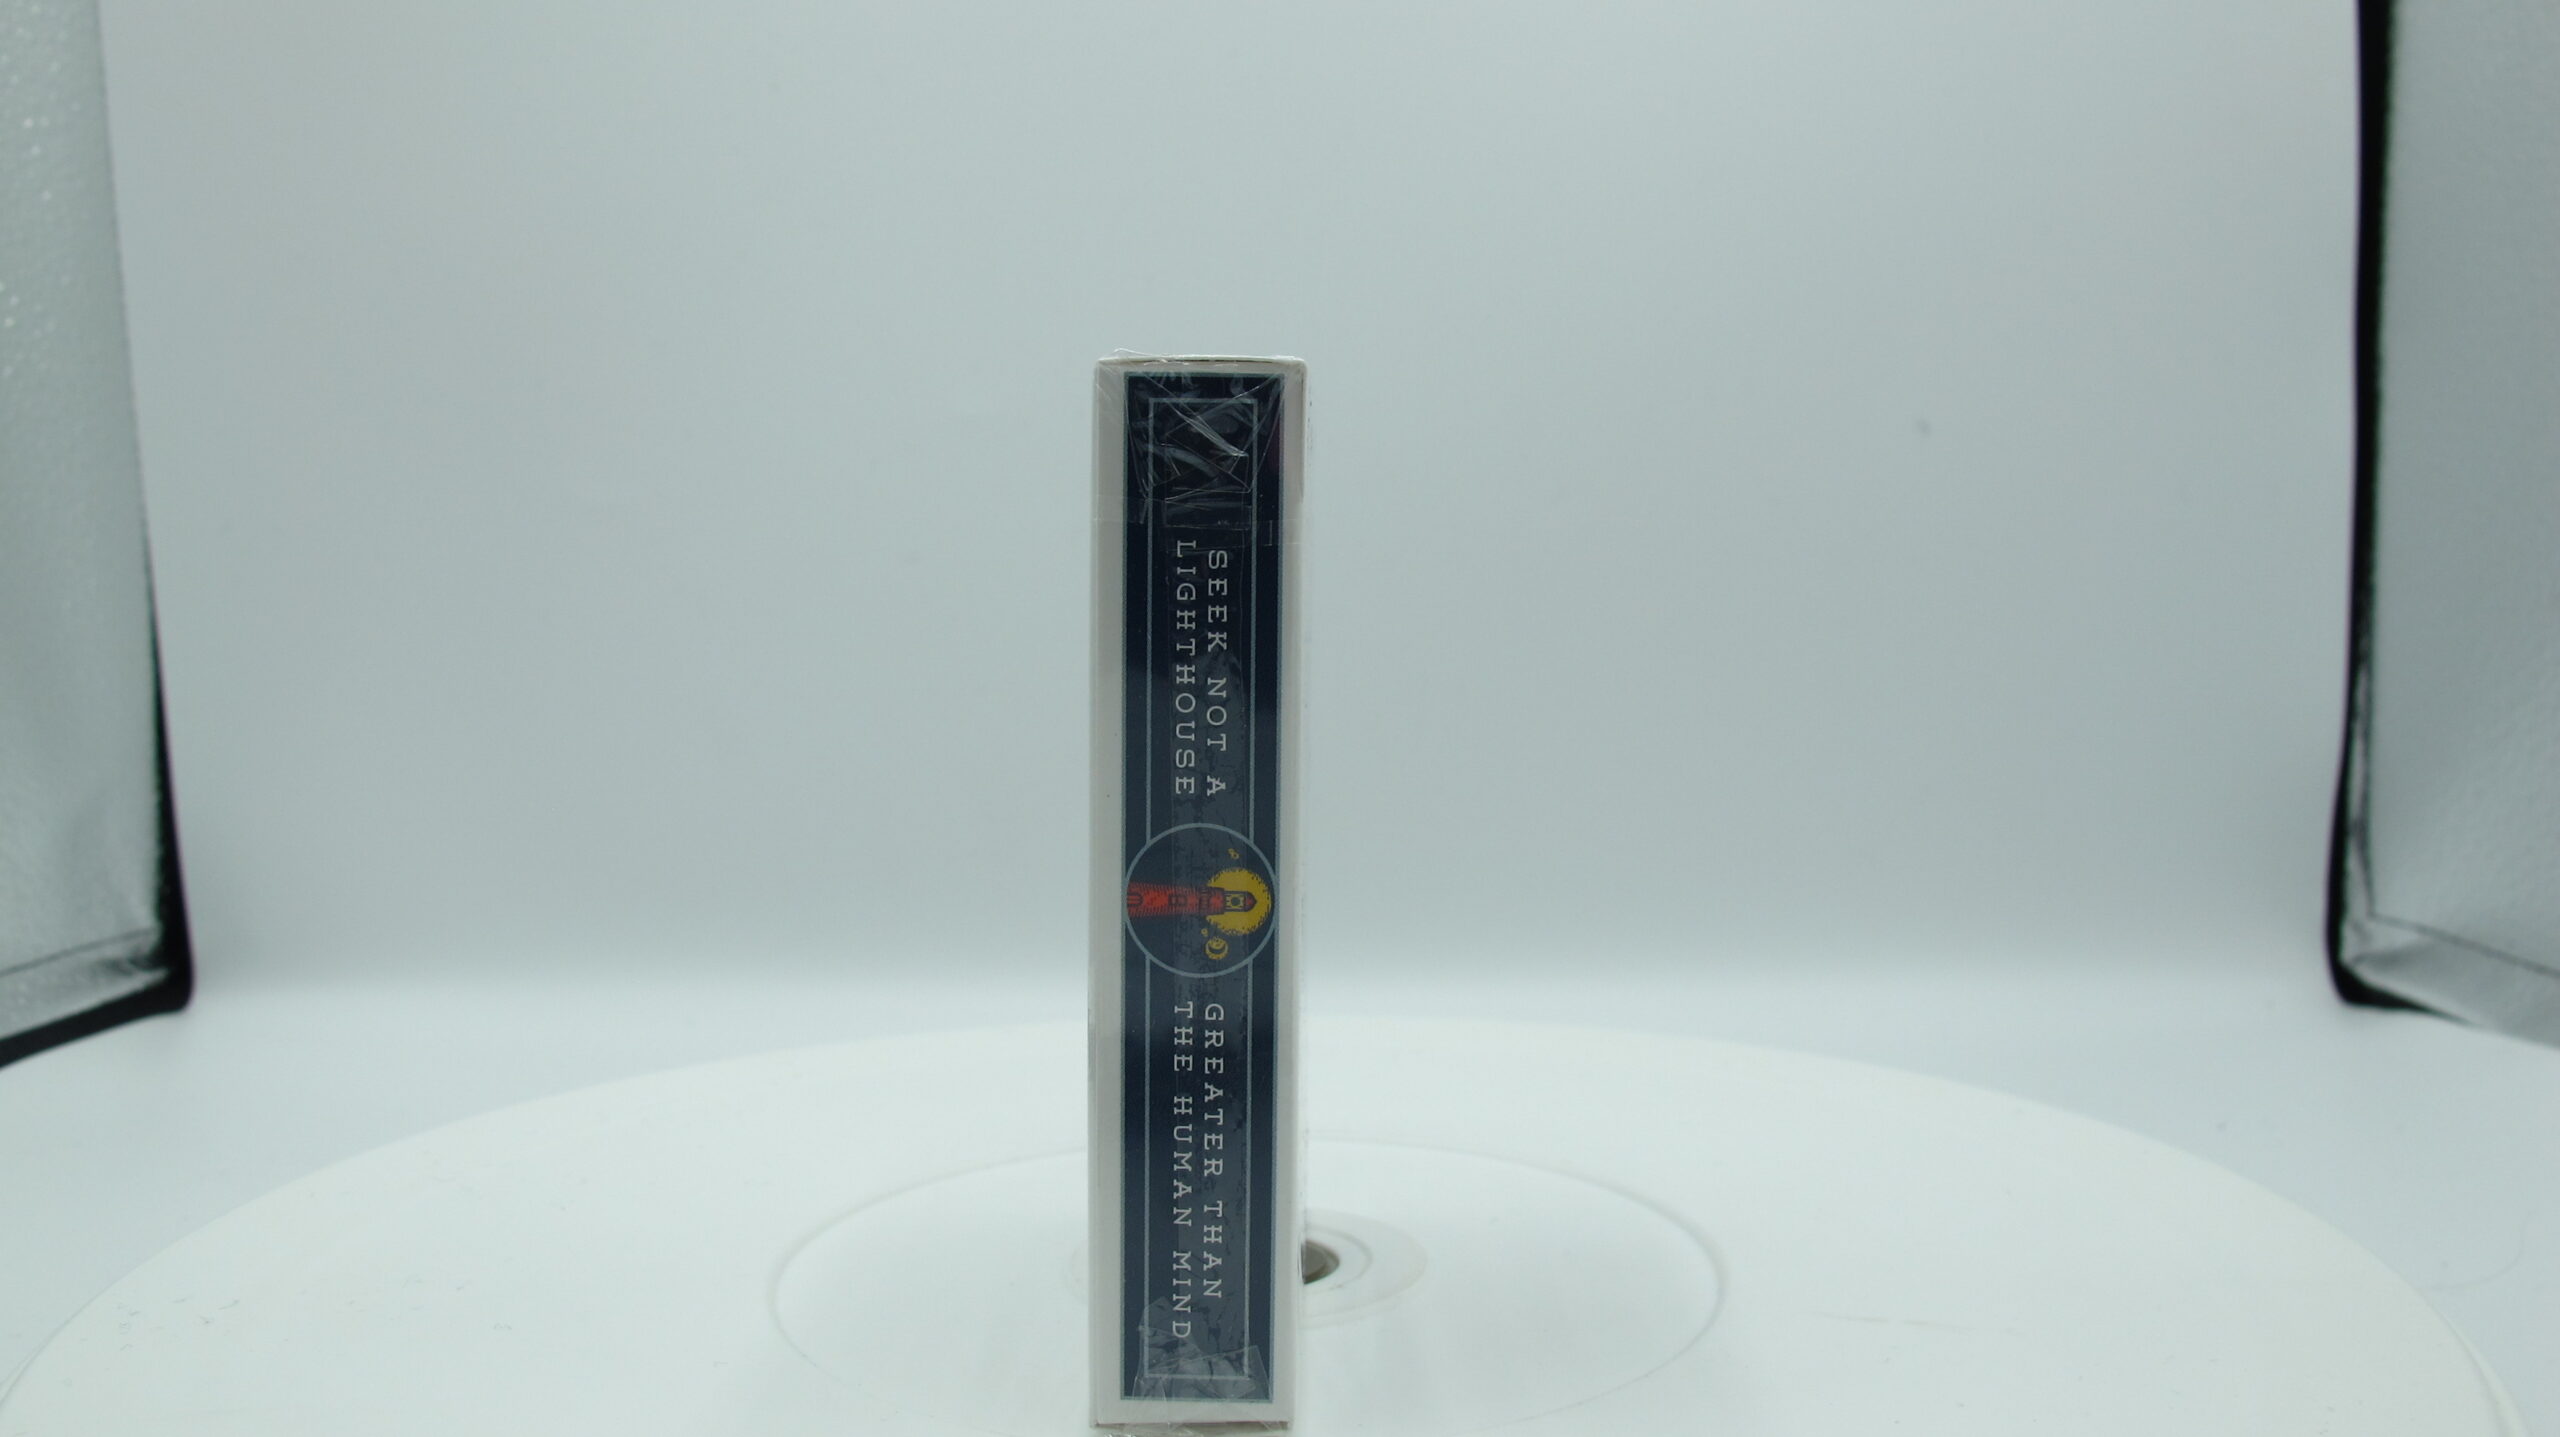 SEEK NOT A
LIGHTHOUSE
GREATER THAN
THE HUMAN MIND